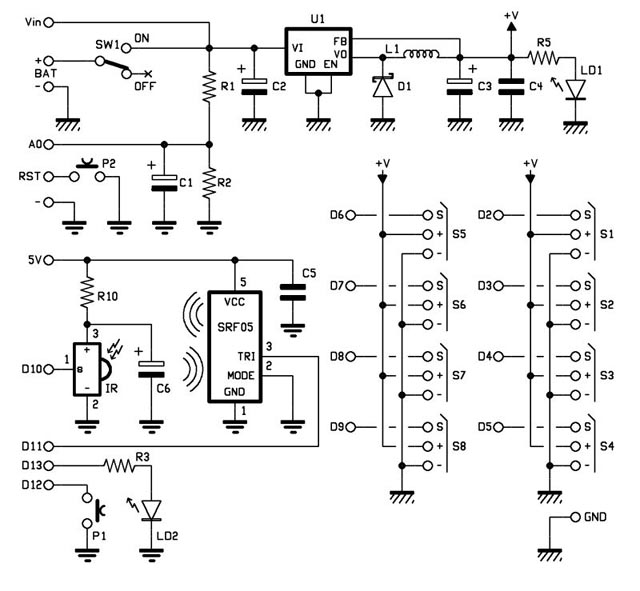 Vin
ON
SW1
+
BAT
OFF
-
R1
+
C2
U1
VI
FB
VO
GND
EN
L1
D1
+
C3
+V
C4
R5
LD1
A0
RST
P2
-
+
C1
R2
5V
R10
3
+
1
8
-
IR
2
D10
+
C6
5
VCC
SRF05
TRI
3
MODE
2
GND
1
C5
D11
D13
R3
D12
P1
LD2
+V
D6
S
+
S5
-
D7
S
+
S6
-
D8
S
+
S7
-
D9
S
+
S8
-
+V
D2
S
+
S1
-
D3
S
+
S2
-
D4
S
+
S3
-
D5
S
+
S4
-
GND